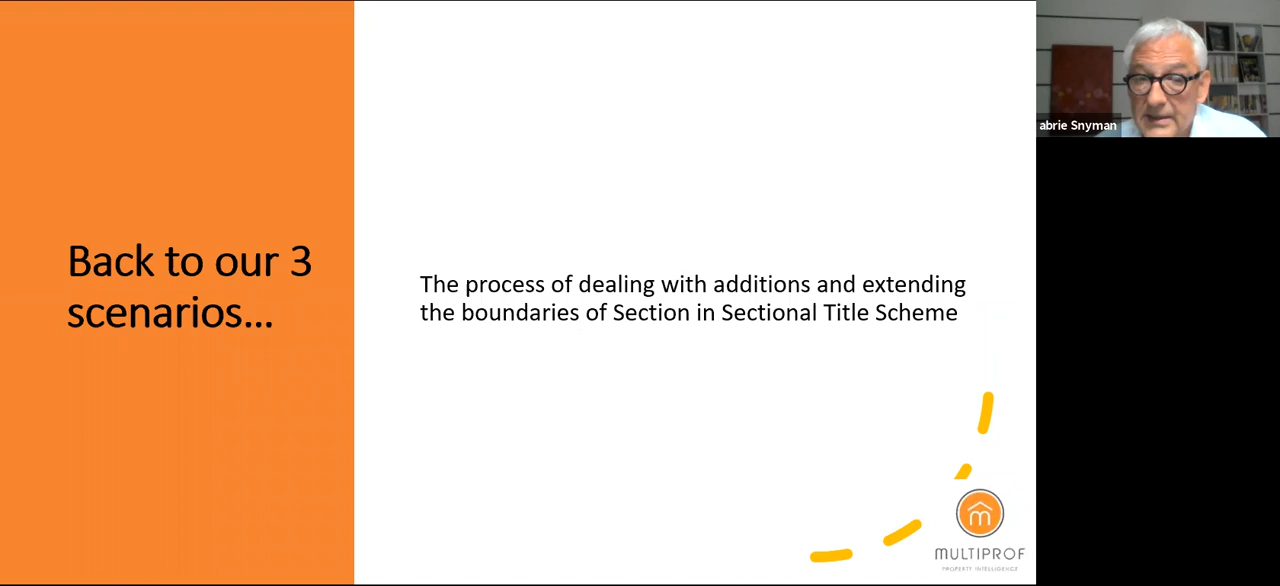 Back to our 3
scenarios...
The process of dealing with additions and extending
the boundaries of Section in Sectional Title Scheme
abrie Snyman
MULTIPROF
PROPERTY INTELLIGENCE